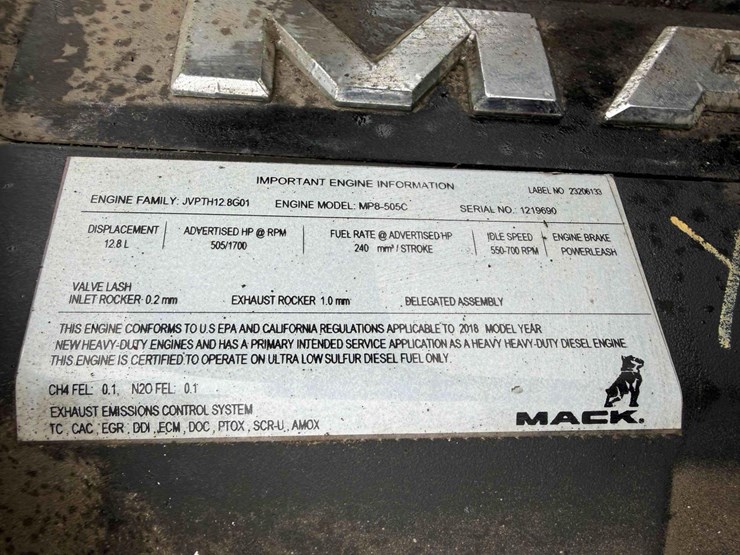 MA
IMPORTANT ENGINE INFORMATION
LABEL NO 23206133
ENGINE FAMILY: JVPTH12.8G01 ENGINE MODEL: MP8-505C SERIAL NO.: 1219690
DISPLACEMENT ADVERTISED HP @ RPM FUEL RATE @ ADVERTISED HP IDLE SPEED ENGINE BRAKE
12.8 L 505/1700 240 mm³ / STROKE 550-700 RPM POWERLEASH
VALVE LASH
INLET ROCKER 0.2 mm EXHAUST ROCKER 1.0 mm DELEGATED ASSEMBLY
THIS ENGINE CONFORMS TO U.S EPA AND CALIFORNIA REGULATIONS APPLICABLE TO 2018 MODEL YEAR
NEW HEAVY-DUTY ENGINES AND HAS A PRIMARY INTENDED SERVICE APPLICATION AS A HEAVY HEAVY-DUTY DIESEL ENGINE
THIS ENGINE IS CERTIFIED TO OPERATE ON ULTRA LOW SULFUR DIESEL FUEL ONLY.
CH4 FEL: 0.1, N2O FEL: 0.1
EXHAUST EMISSIONS CONTROL SYSTEM
TC, CAC, EGR, DDI, ECM, DOC, PTOX, SCR-U, AMOX
MACK.